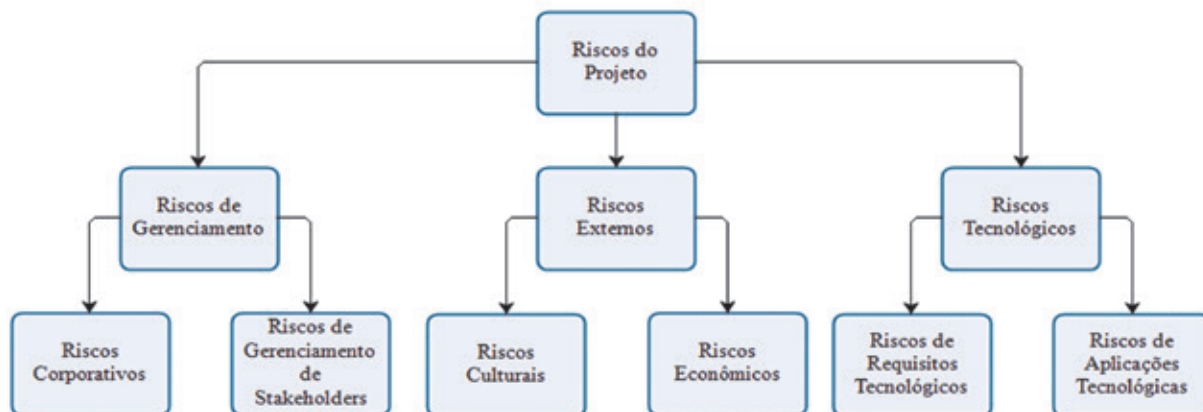 Riscos do
Projeto
Riscos de
Gerenciamento
Riscos
Externos
Riscos
Tecnológicos
Riscos
Corporativos
Riscos de
Gerenciamento
de
Stakeholders
Riscos
Culturais
Riscos
Econômicos
Riscos de
Requisitos
Tecnológicos
Riscos de
Aplicações
Tecnológicas